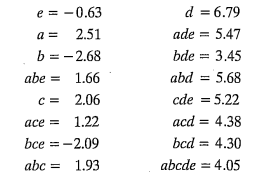 e = −0.63 d = 6.79
a = 2.51 ade = 5.47
b = −2.68 bde = 3.45
abe = 1.66 abd = 5.68
c = 2.06 cde = 5.22
ace = 1.22 acd = 4.38
bce = −2.09 bcd = 4.30
abc = 1.93 abcde = 4.05